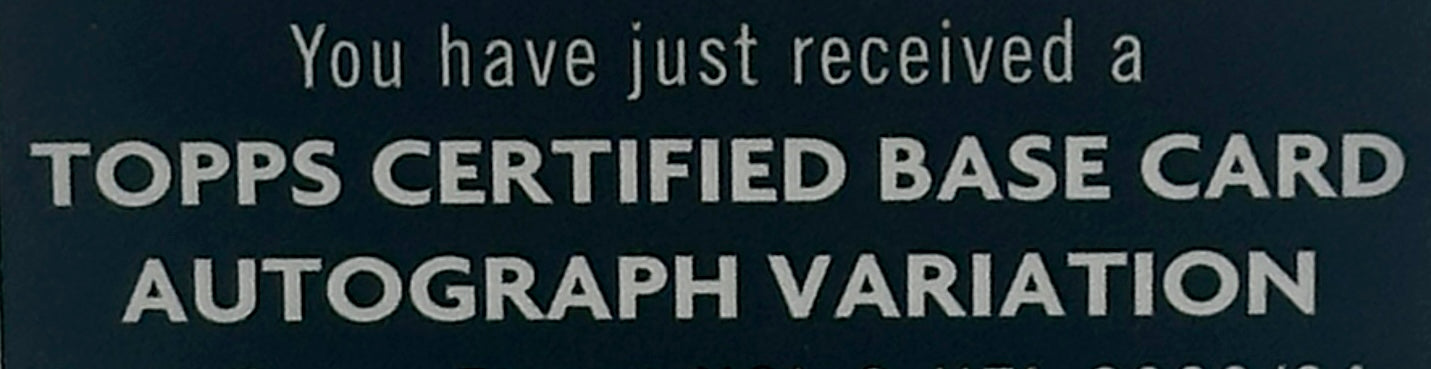 You have just received a
TOPPS CERTIFIED BASE CARD
AUTOGRAPH VARIATION